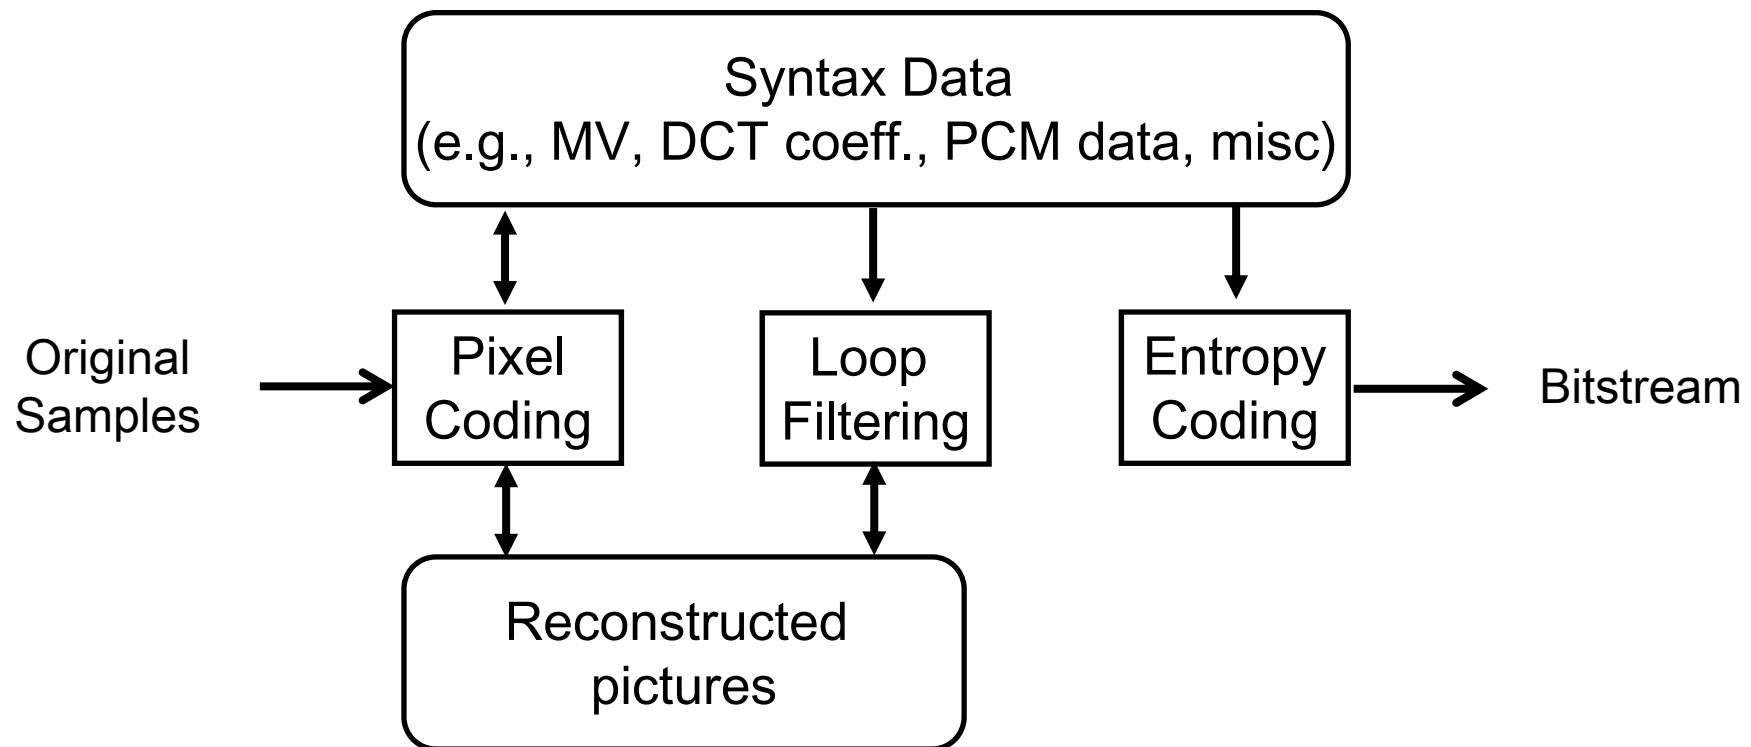 Syntax Data
(e.g., MV, DCT coeff., PCM data, misc)
Original
Samples
Pixel
Coding
Loop
Filtering
Entropy
Coding
Bitstream
Reconstructed
pictures